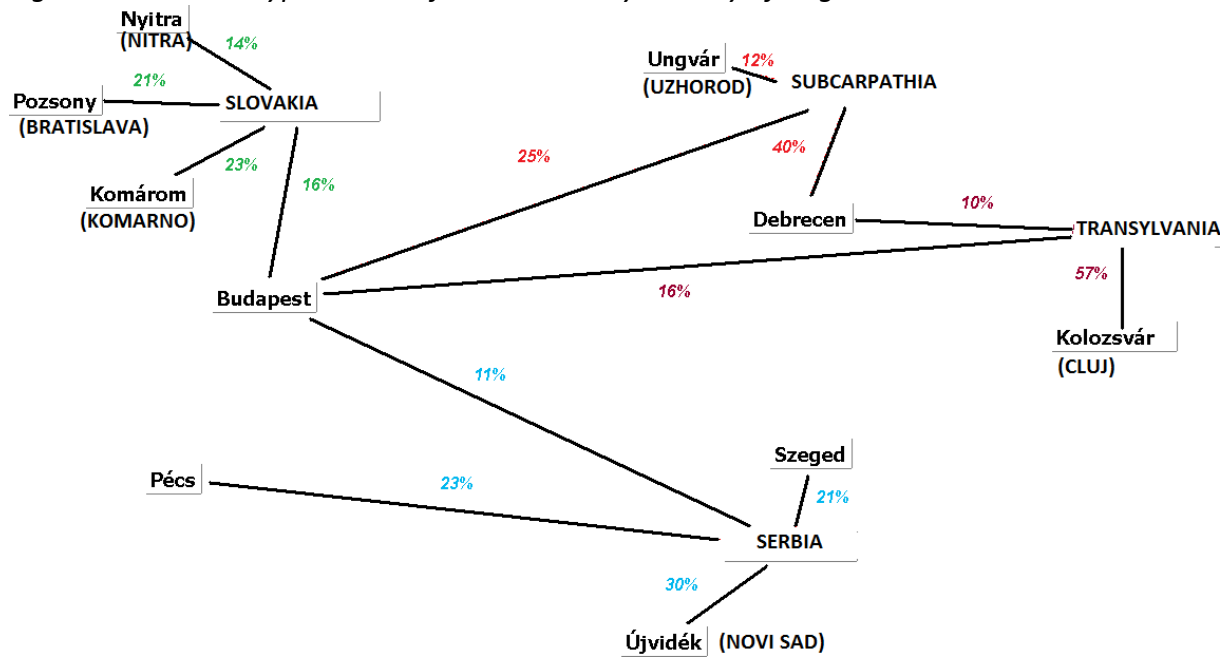 Nyitra
(NITRA)
14%
21%
Pozsony
(BRATISLAVA)
SLOVAKIA
23%
16%
Komárom
(KOMARNO)
Ungvár
(UZHOROD)
12%
SUBCARPATHIA
25%
40%
Debrecen
10%
TRANSYLVANIA
Budapest
16%
57%
Kolozsvár
(CLUJ)
11%
Pécs
23%
Szeged
21%
SERBIA
30%
Újvidék (NOVI SAD)